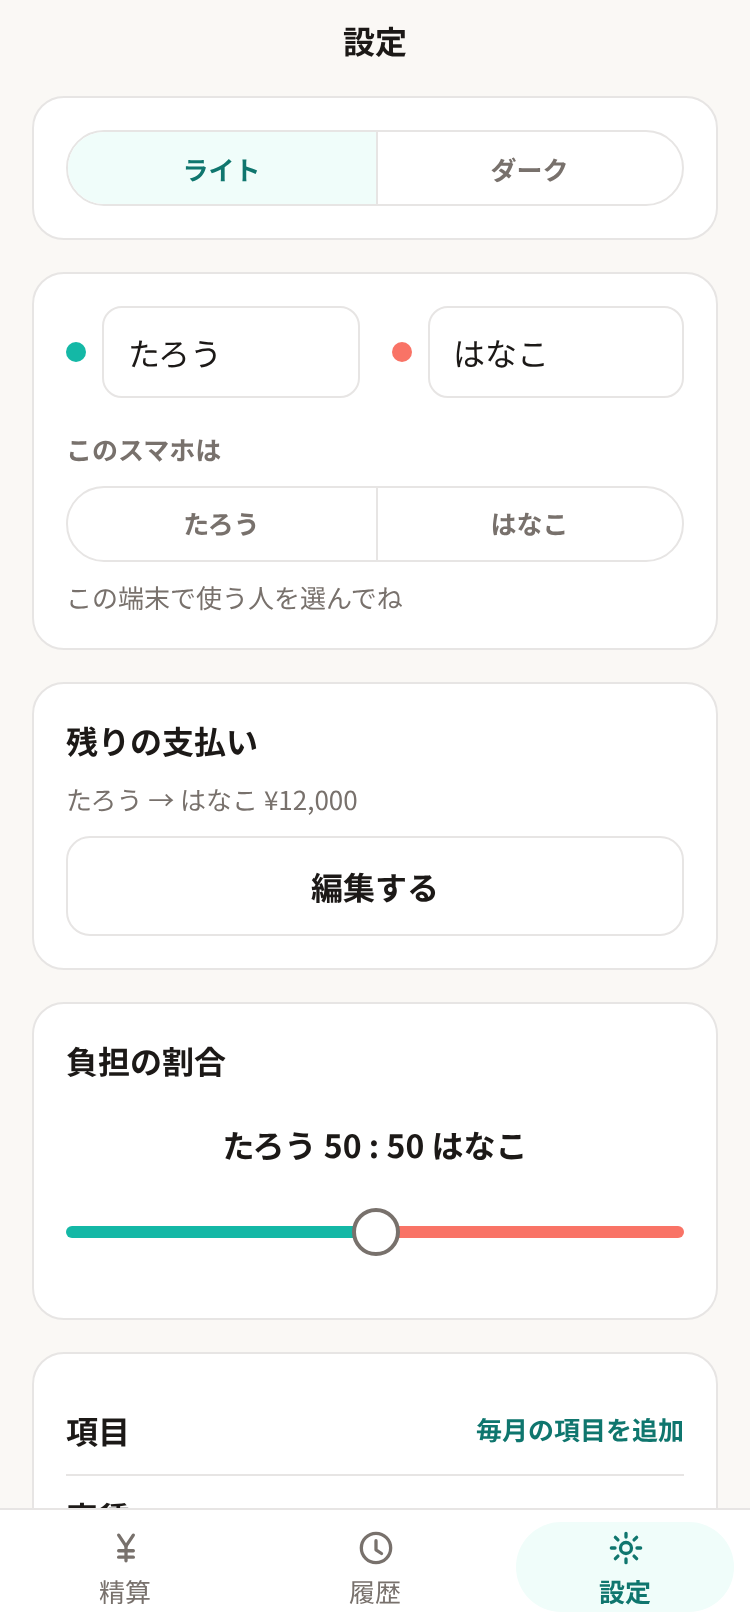 設定
ライト
ダーク
たろう
はなこ
このスマホは
たろう
はなこ
この端末で使う人を選んでね
残りの支払い
たろう → はなこ ¥12,000
編集する
負担の割合
たろう 50 : 50 はなこ
項目
毎月の項目を追加
精算
履歴
設定